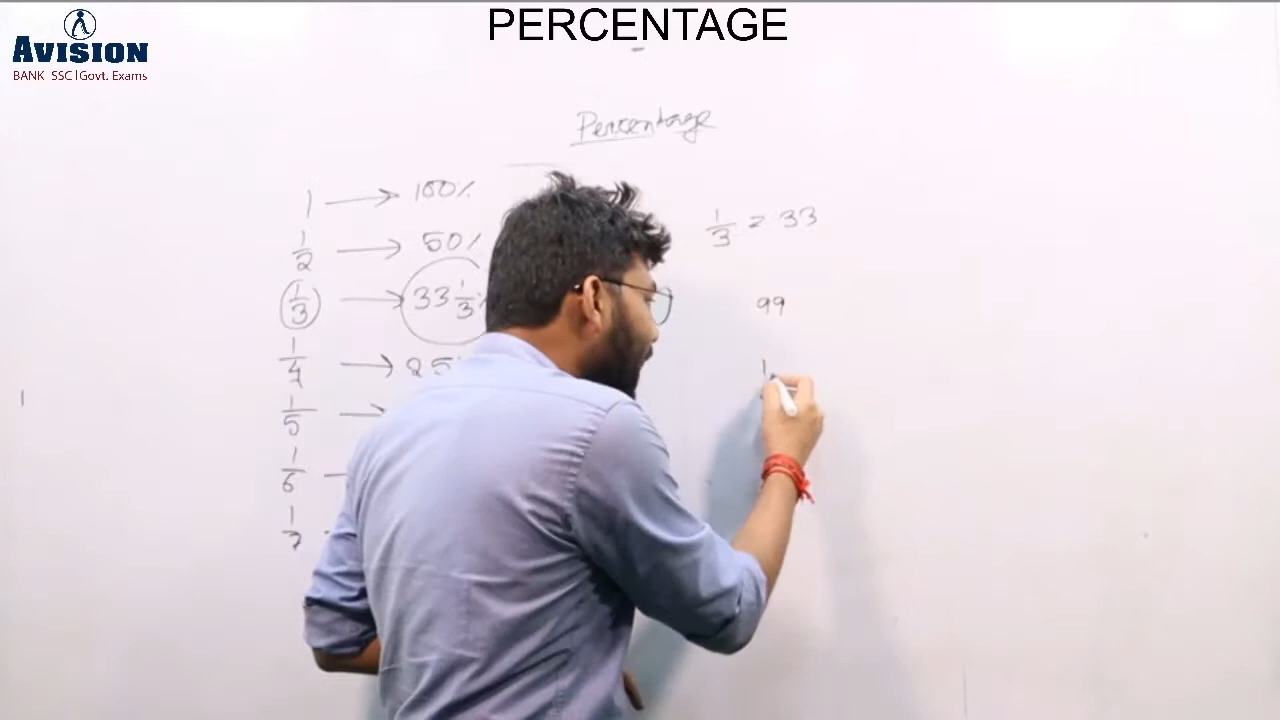 PERCENTAGE
AVISION
BANK SSC|Govt. Exams
Percentage
1 → 100%
1/2 → 50%
1/3 → 33 1/3 %
1/4 → 25
1/5 →
1/6
1/7
1/3 = 33
99
1